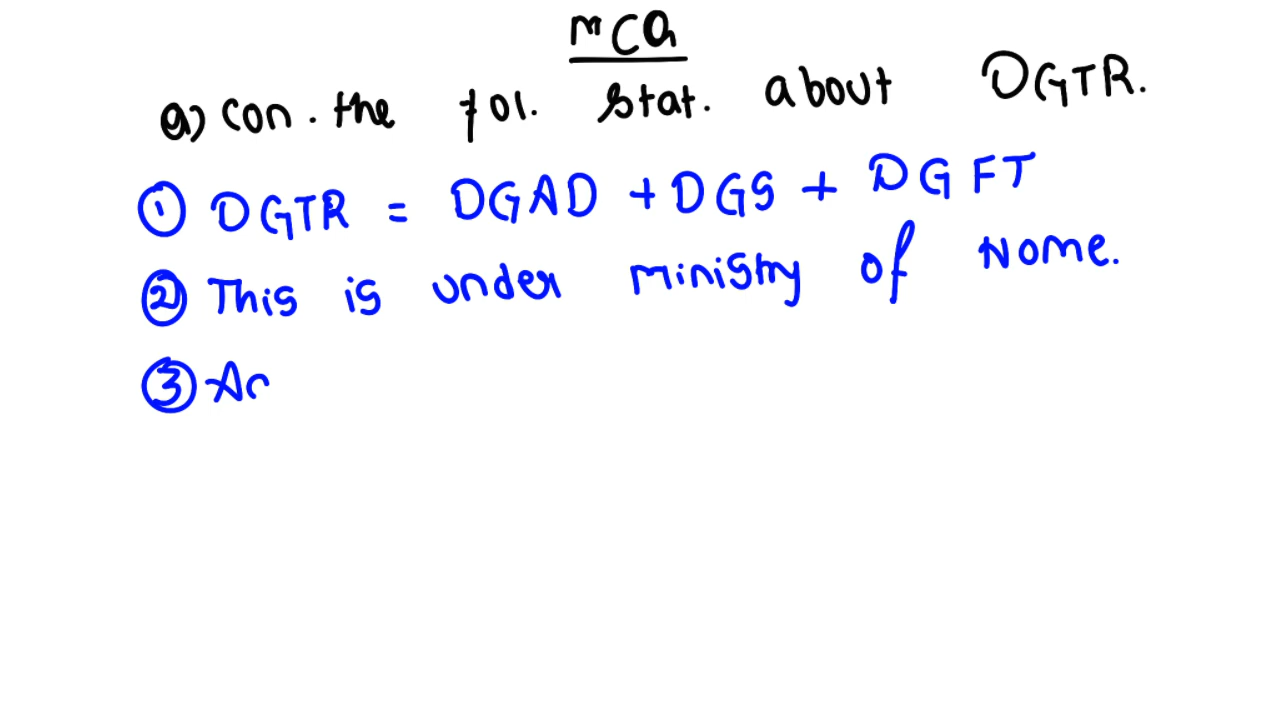 MCQ
Q) Con. the fol. stat. about DGTR.
① DGTR = DGAD + DGS + DGFT
② This is under ministry of Home.
③ Ac